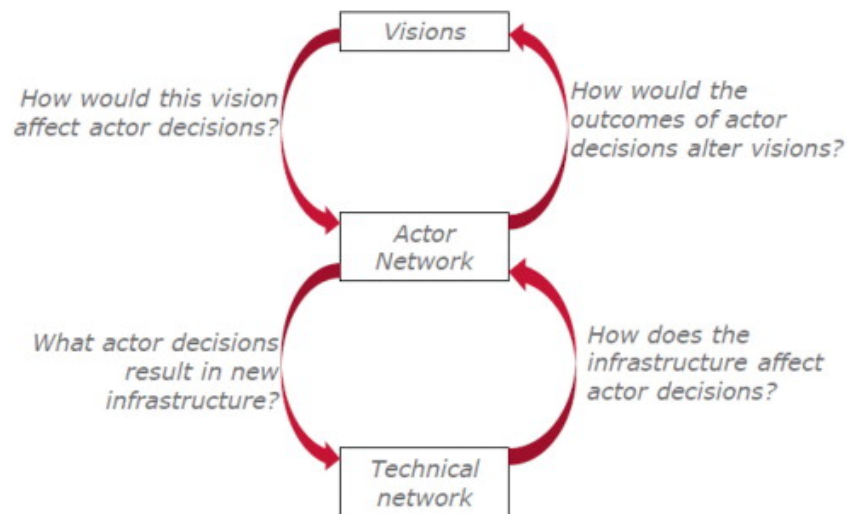 Visions
How would this vision
affect actor decisions?
How would the
outcomes of actor
decisions alter visions?
Actor
Network
What actor decisions
result in new
infrastructure?
How does the
infrastructure affect
actor decisions?
Technical
network